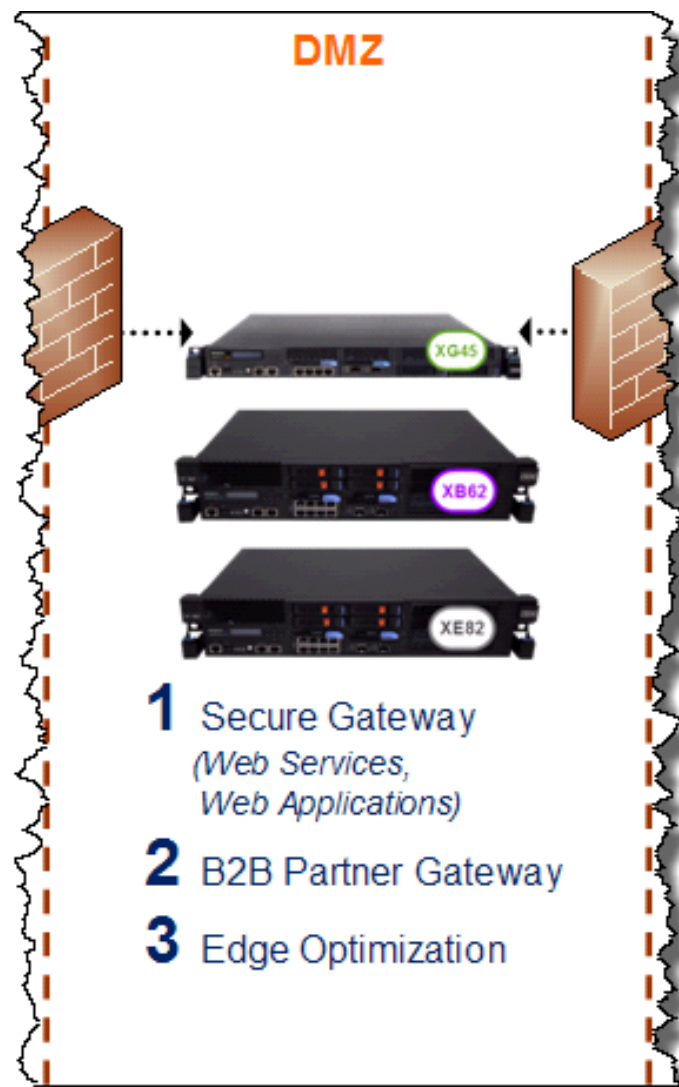 DMZ
XG45
XB62
XE82
1 Secure Gateway
(Web Services,
Web Applications)
2 B2B Partner Gateway
3 Edge Optimization